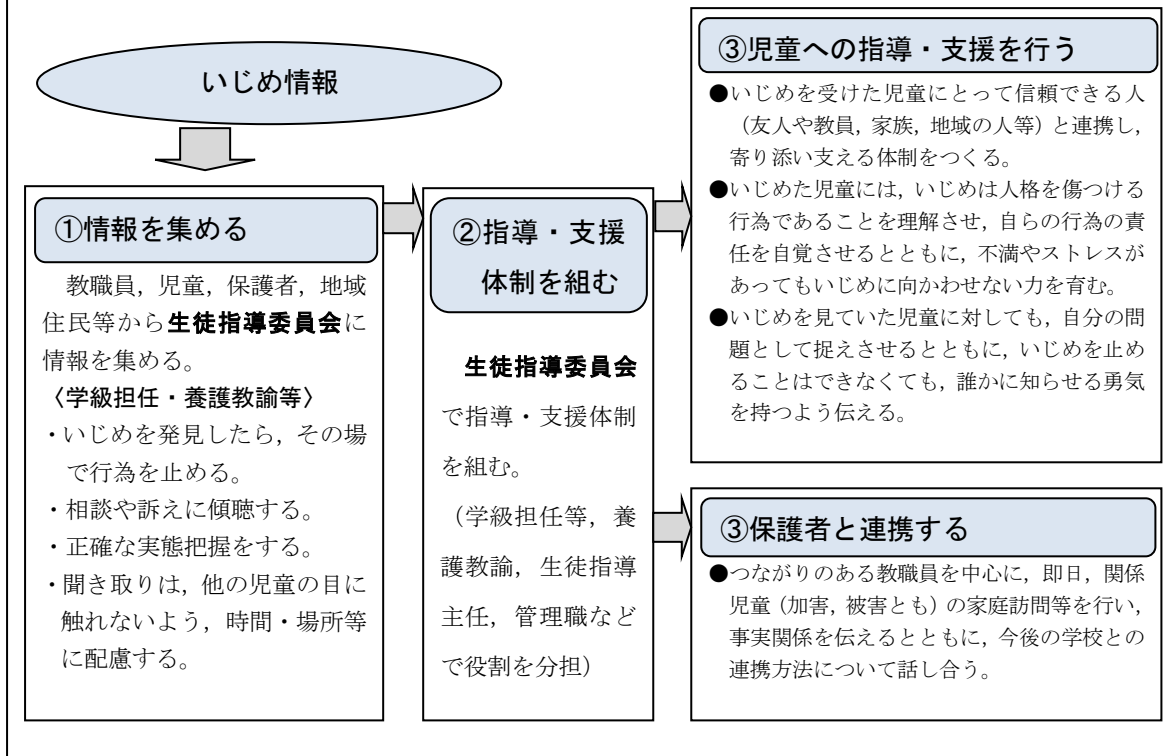 いじめ情報
①情報を集める
教職員，児童，保護者，地域
住民等から生徒指導委員会に
情報を集める。
〈学級担任・養護教諭等〉
・いじめを発見したら，その場
で行為を止める。
・相談や訴えに傾聴する。
・正確な実態把握をする。
・聞き取りは，他の児童の目に
触れないよう，時間・場所等
に配慮する。
②指導・支援
体制を組む
生徒指導委員会
で指導・支援体制
を組む。
（学級担任等，養
護教諭，生徒指導
主任，管理職など
で役割を分担）
③児童への指導・支援を行う
●いじめを受けた児童にとって信頼できる人
（友人や教員，家族，地域の人等）と連携し，
寄り添い支える体制をつくる。
●いじめた児童には，いじめは人格を傷つける
行為であることを理解させ，自らの行為の責
任を自覚させるとともに，不満やストレスが
あってもいじめに向かわせない力を育む。
●いじめを見ていた児童に対しても，自分の問
題として捉えさせるとともに，いじめを止め
ることはできなくても，誰かに知らせる勇気
を持つよう伝える。
③保護者と連携する
●つながりのある教職員を中心に，即日，関係
児童（加害，被害とも）の家庭訪問等を行い，
事実関係を伝えるとともに，今後の学校との
連携方法について話し合う。